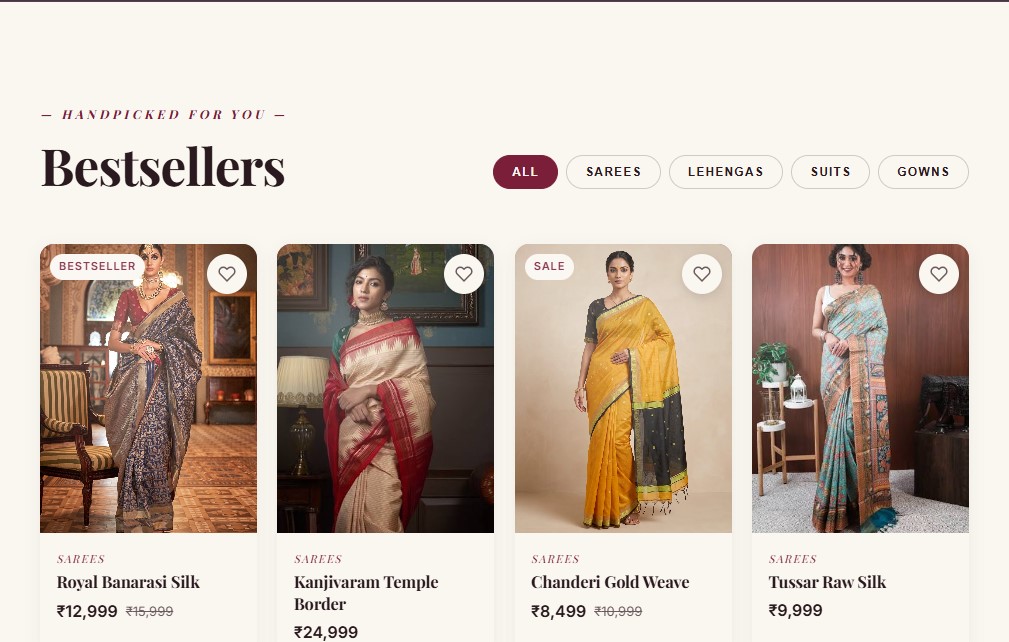 — HANDPICKED FOR YOU —
Bestsellers
ALL SAREES LEHENGAS SUITS GOWNS
BESTSELLER
SALE
SAREES
Royal Banarasi Silk
₹12,999 ₹15,999
SAREES
Kanjivaram Temple
Border
₹24,999
SAREES
Chanderi Gold Weave
₹8,499 ₹10,999
SAREES
Tussar Raw Silk
₹9,999